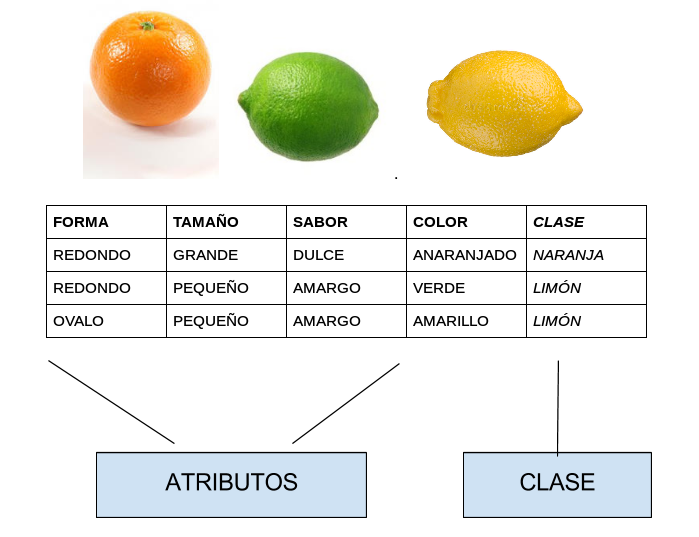 FORMA TAMAÑO SABOR COLOR CLASE
REDONDO GRANDE DULCE ANARANJADO NARANJA
REDONDO PEQUEÑO AMARGO VERDE LIMÓN
OVALO PEQUEÑO AMARGO AMARILLO LIMÓN
ATRIBUTOS CLASE